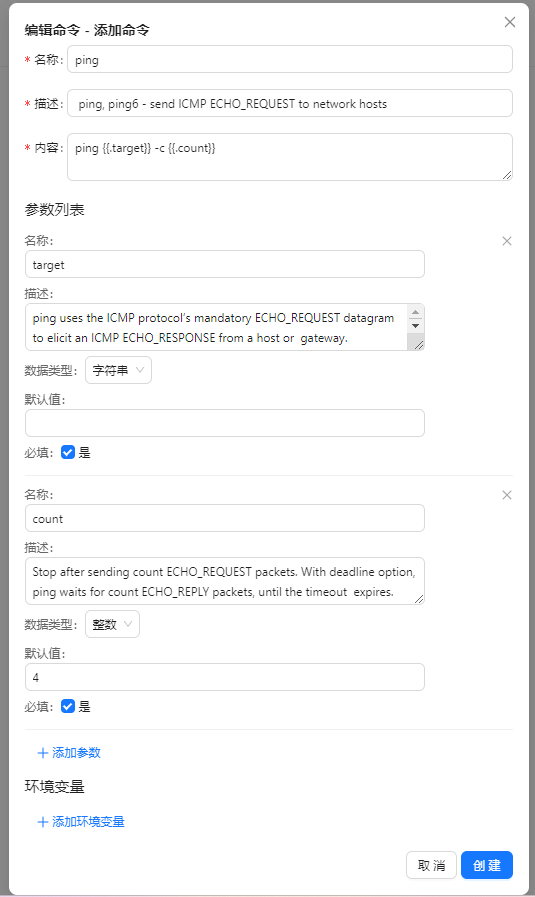 编辑命令 - 添加命令
* 名称: ping
* 描述: ping, ping6 - send ICMP ECHO_REQUEST to network hosts
* 内容: ping {{.target}} -c {{.count}}
参数列表
名称:
target
描述:
ping uses the ICMP protocol’s mandatory ECHO_REQUEST datagram
to elicit an ICMP ECHO_RESPONSE from a host or gateway.
数据类型: 字符串
默认值:
必填: 是
名称:
count
描述:
Stop after sending count ECHO_REQUEST packets. With deadline option,
ping waits for count ECHO_REPLY packets, until the timeout expires.
数据类型: 整数
默认值:
4
必填: 是
+ 添加参数
环境变量
+ 添加环境变量
取 消 创 建